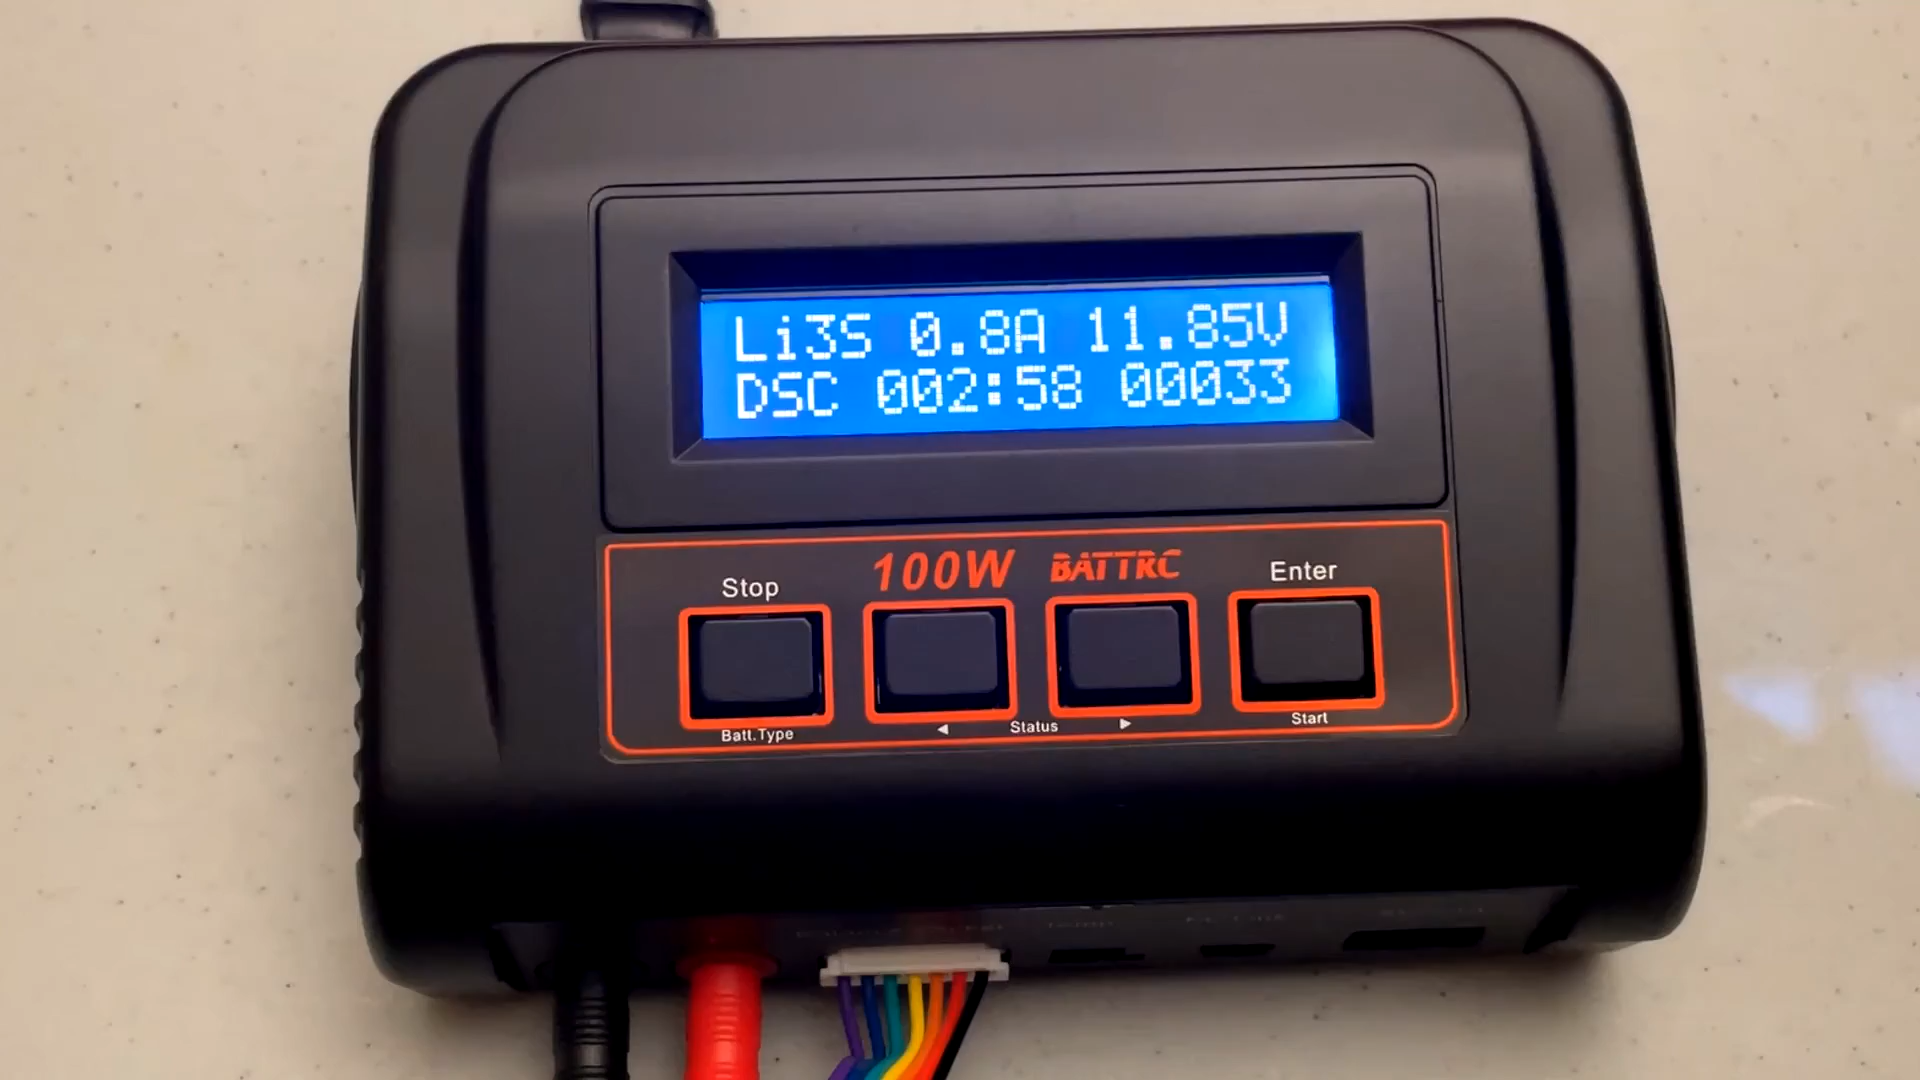 Li3S 0.8A 11.85V
DSC 002:58 00033
100W BATTRC
Stop
Enter
Batt.Type
◀ Status ▶
Start